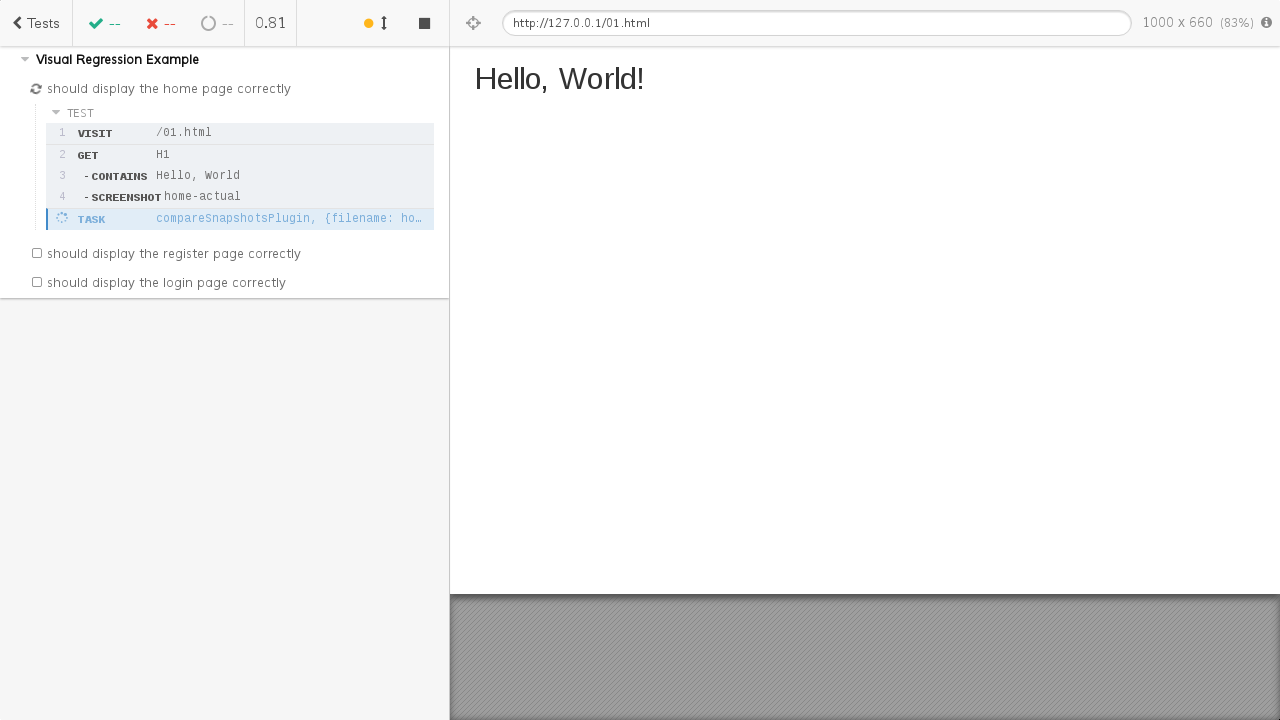 Tests -- -- -- 0.81
http://127.0.0.1/01.html 1000 x 660 (83%)
Visual Regression Example
should display the home page correctly
TEST
1 VISIT /01.html
2 GET H1
3 -CONTAINS Hello, World
4 -SCREENSHOT home-actual
TASK compareSnapshotsPlugin, {filename: ho…
should display the register page correctly
should display the login page correctly
Hello, World!